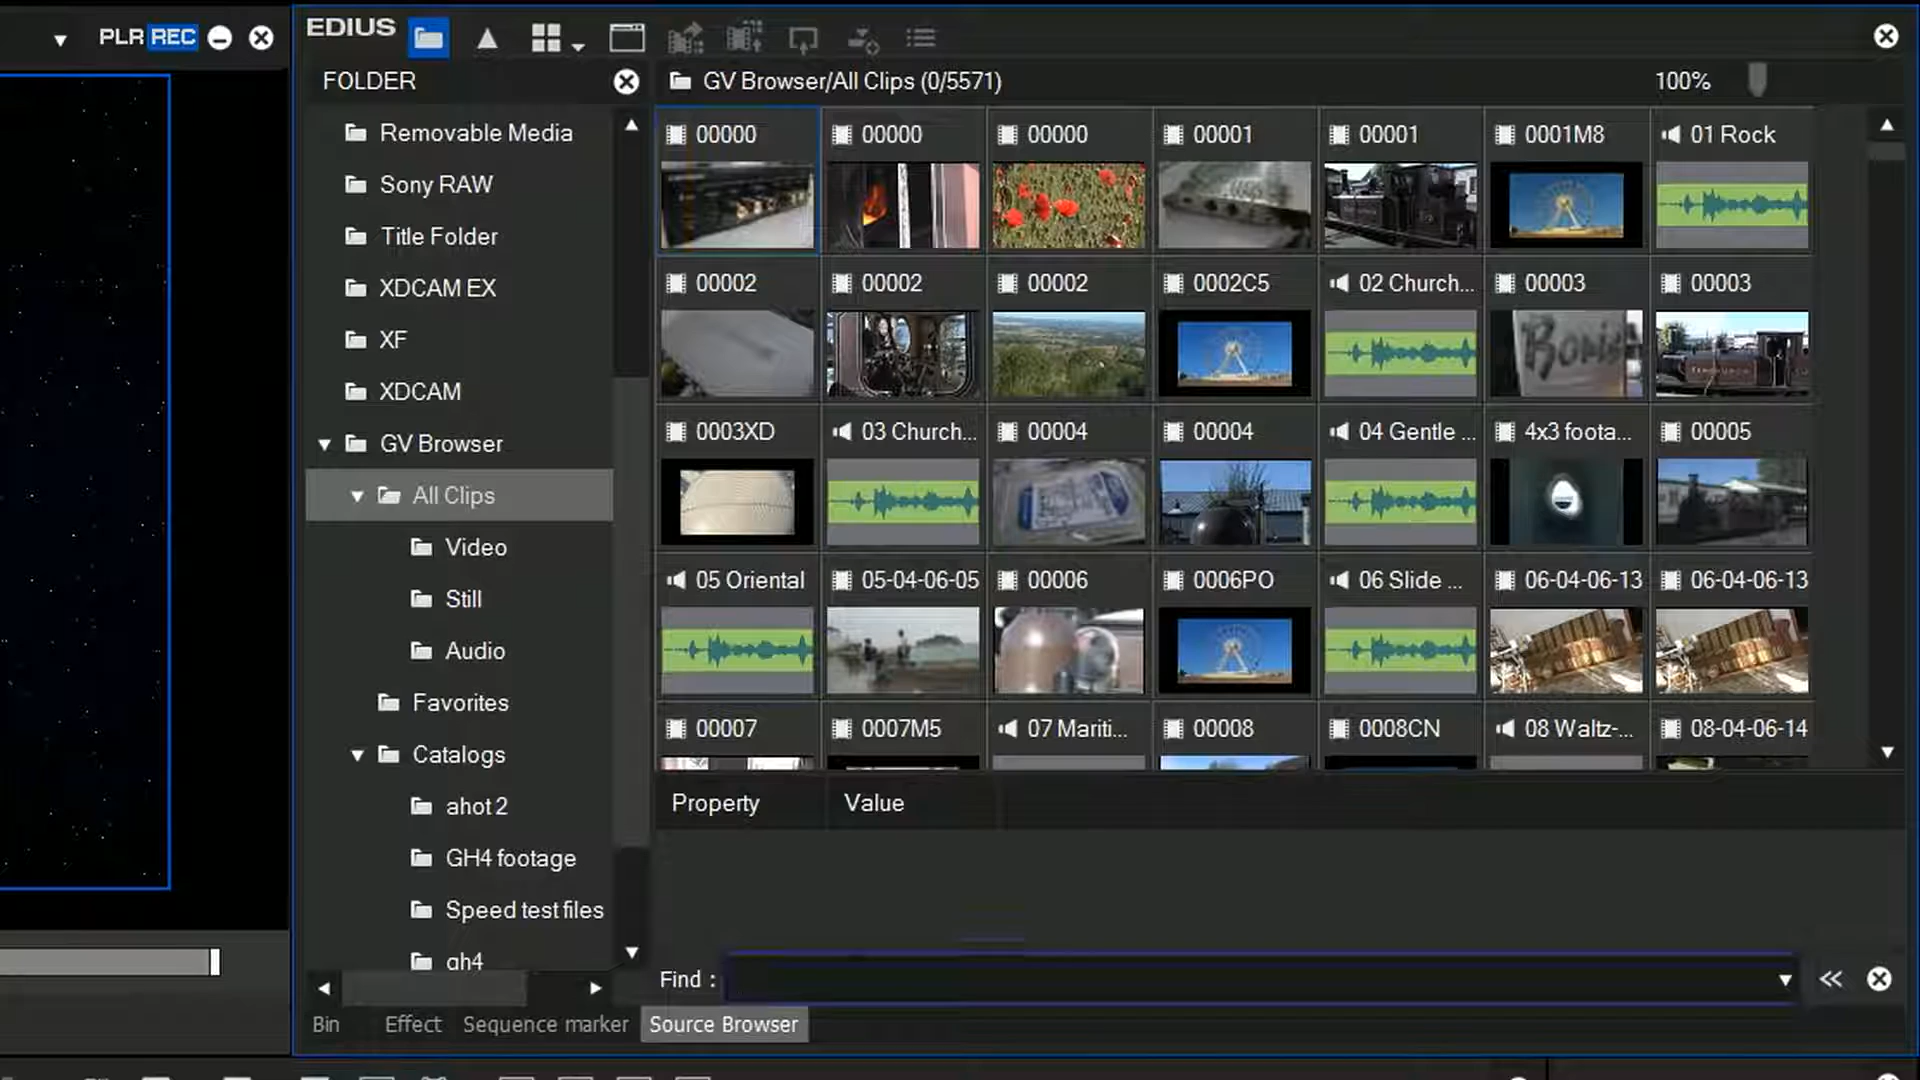 PLR REC
EDIUS
FOLDER
GV Browser/All Clips (0/5571)
100%
Removable Media
Sony RAW
Title Folder
XDCAM EX
XF
XDCAM
GV Browser
All Clips
Video
Still
Audio
Favorites
Catalogs
ahot 2
GH4 footage
Speed test files
gh4
00000
00000
00000
00001
00001
0001M8
01 Rock
00002
00002
00002
0002C5
02 Church...
00003
00003
0003XD
03 Church...
00004
00004
04 Gentle ...
4x3 foota...
00005
05 Oriental
05-04-06-05
00006
0006PO
06 Slide ...
06-04-06-13
06-04-06-13
00007
0007M5
07 Mariti...
00008
0008CN
08 Waltz-...
08-04-06-14
Property Value
Find :
Bin Effect Sequence marker Source Browser